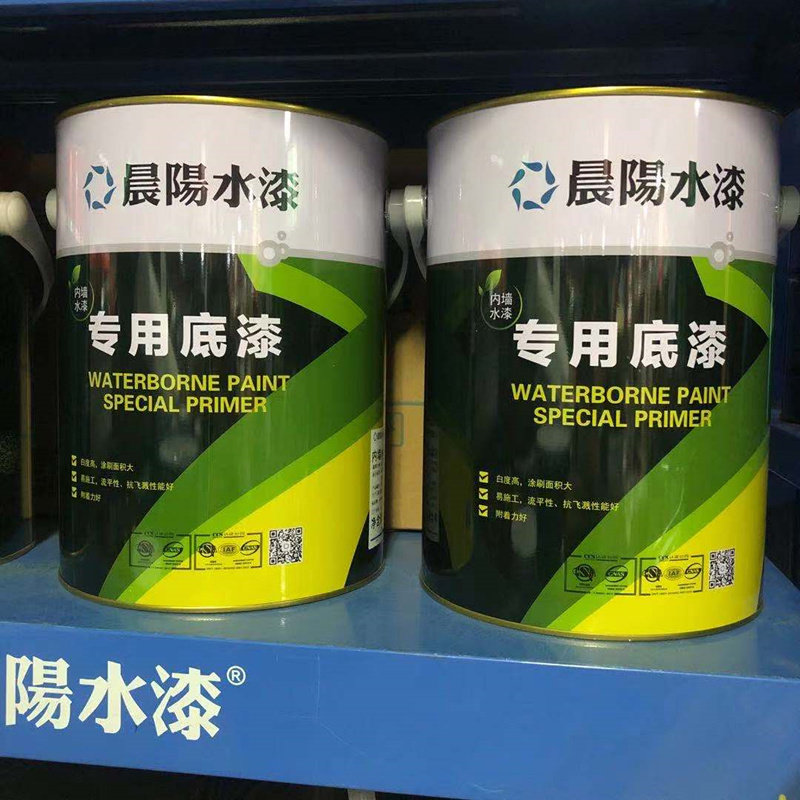 晨陽水漆
内墙
水漆
专用底漆
WATERBORNE PAINT
SPECIAL PRIMER
白度高，涂刷面积大
易施工，流平性、抗飞溅性能好
附着力好
晨陽水漆
内墙
水漆
专用底漆
WATERBORNE PAINT
SPECIAL PRIMER
白度高，涂刷面积大
易施工，流平性、抗飞溅性能好
附着力好
陽水漆®